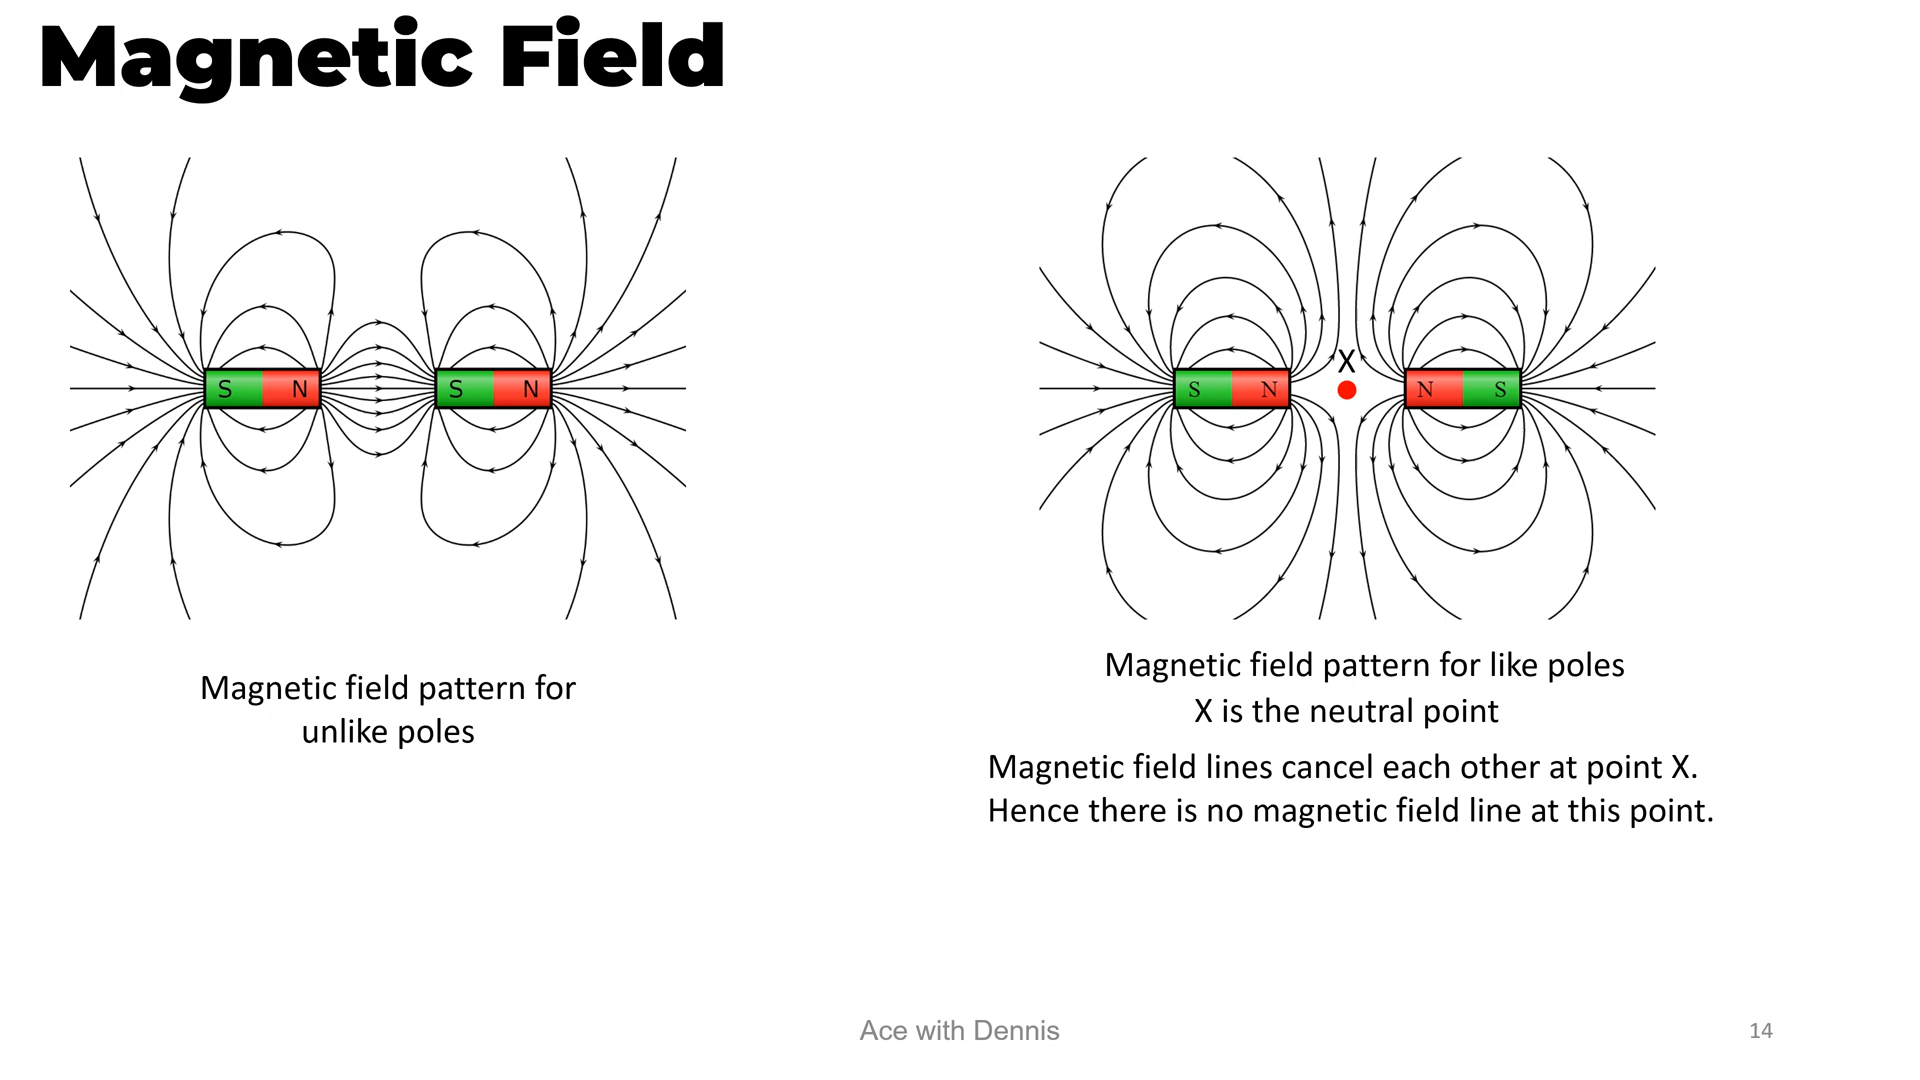 Magnetic Field
S N S N
X
S N N S
Magnetic field pattern for
unlike poles
Magnetic field pattern for like poles
X is the neutral point
Magnetic field lines cancel each other at point X.
Hence there is no magnetic field line at this point.
Ace with Dennis
14